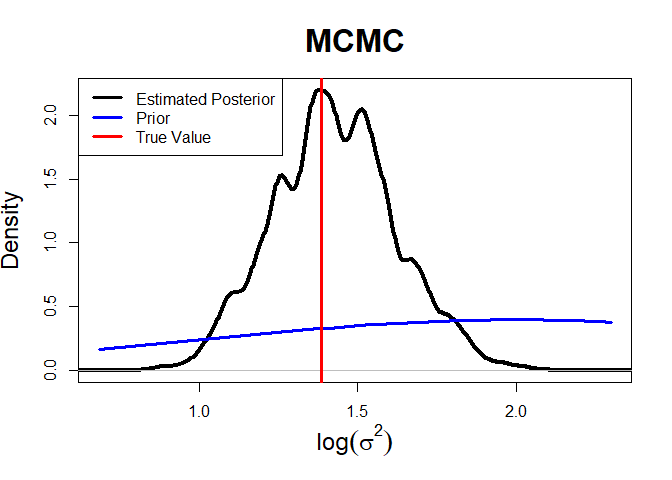 MCMC
Estimated Posterior
Prior
True Value
Density
0.0
0.5
1.0
1.5
2.0
1.0 1.5 2.0
log(σ²)